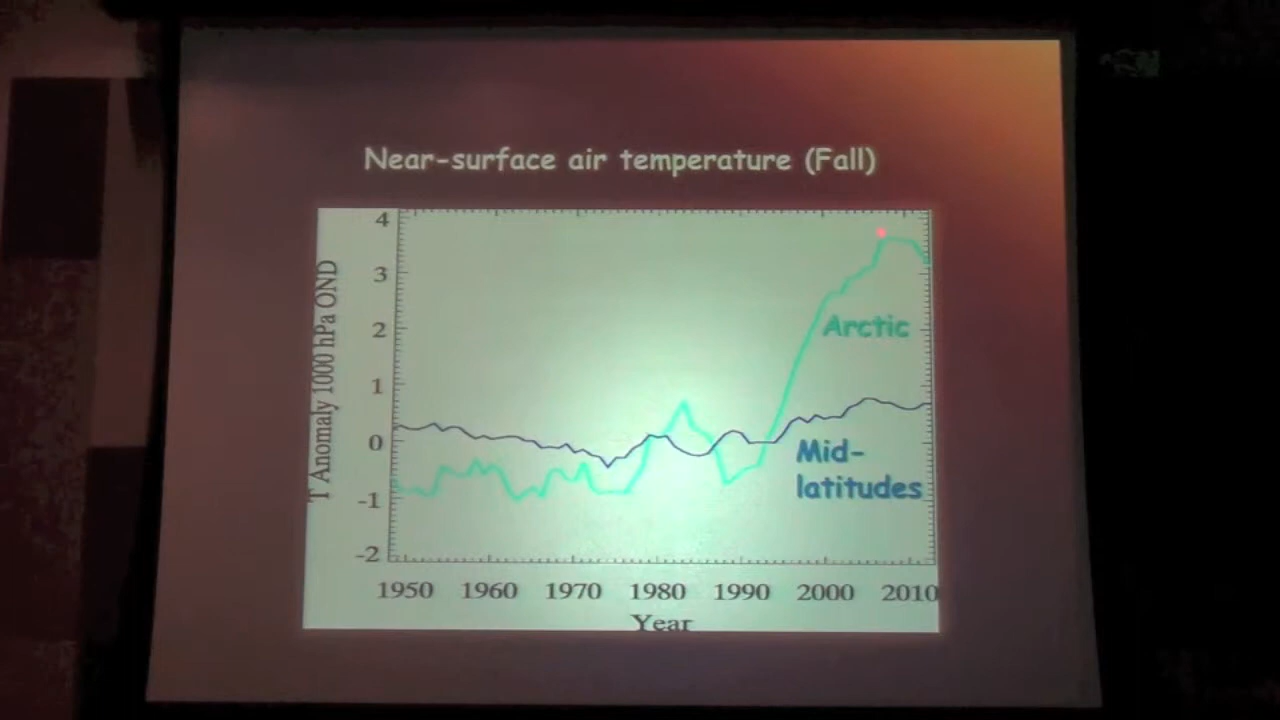 Near-surface air temperature (Fall)
T Anomaly 1000 hPa OND
4
3
2
1
0
-1
-2
Arctic
Mid-
latitudes
1950 1960 1970 1980 1990 2000 2010
Year